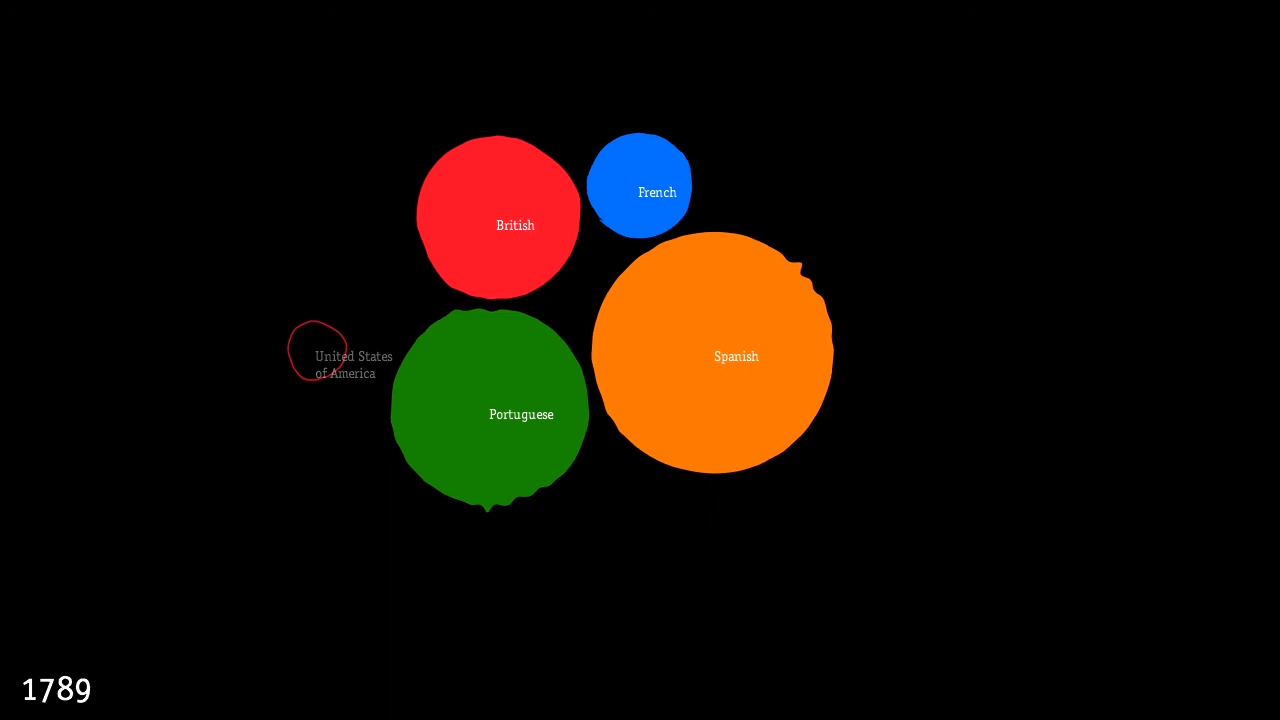 French
British
Spanish
United States
of America
Portuguese
1789